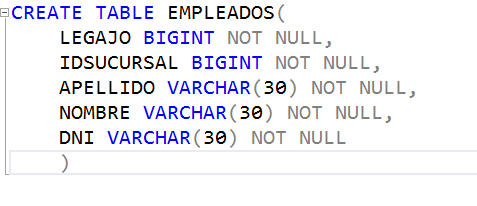 CREATE TABLE EMPLEADOS(
LEGAJO BIGINT NOT NULL,
IDSUCURSAL BIGINT NOT NULL,
APELLIDO VARCHAR(30) NOT NULL,
NOMBRE VARCHAR(30) NOT NULL,
DNI VARCHAR(30) NOT NULL
)